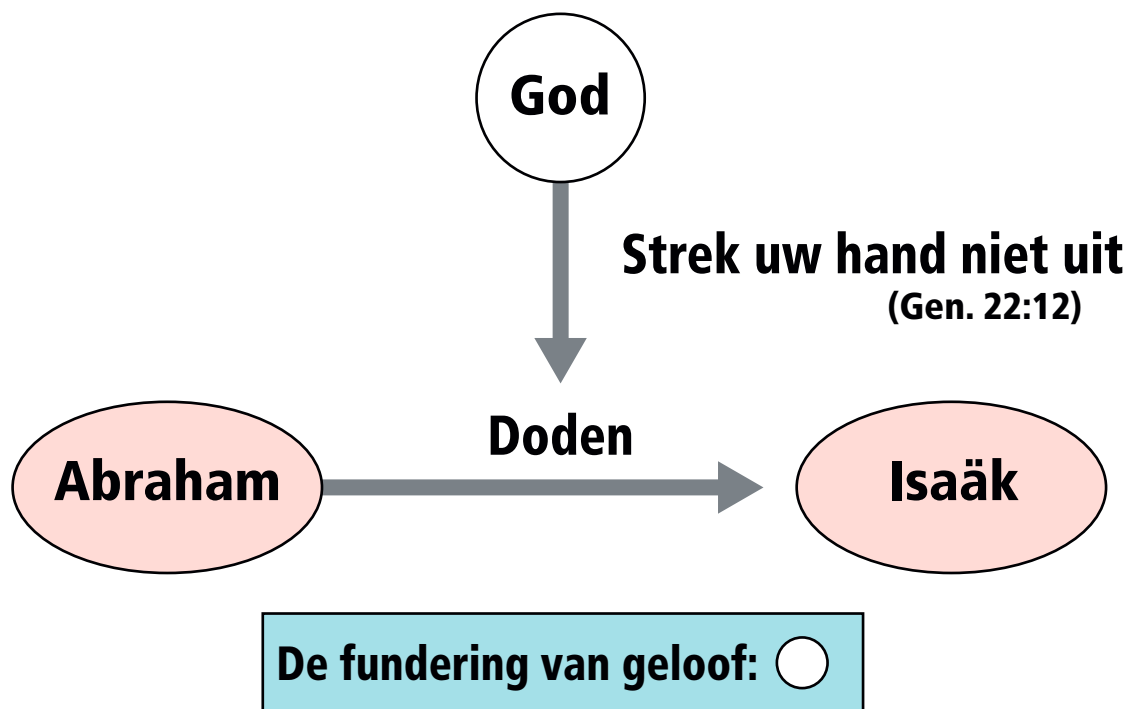 God
Strek uw hand niet uit
(Gen. 22:12)
Doden
Abraham
Isaäk
De fundering van geloof: